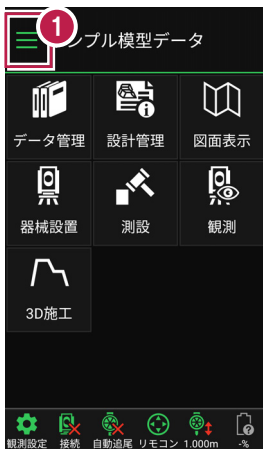 1
ンプル模型データ
データ管理 設計管理 図面表示
器械設置 測設 観測
3D施工
観測設定 接続 自動追尾 リモコン 1.000m -%